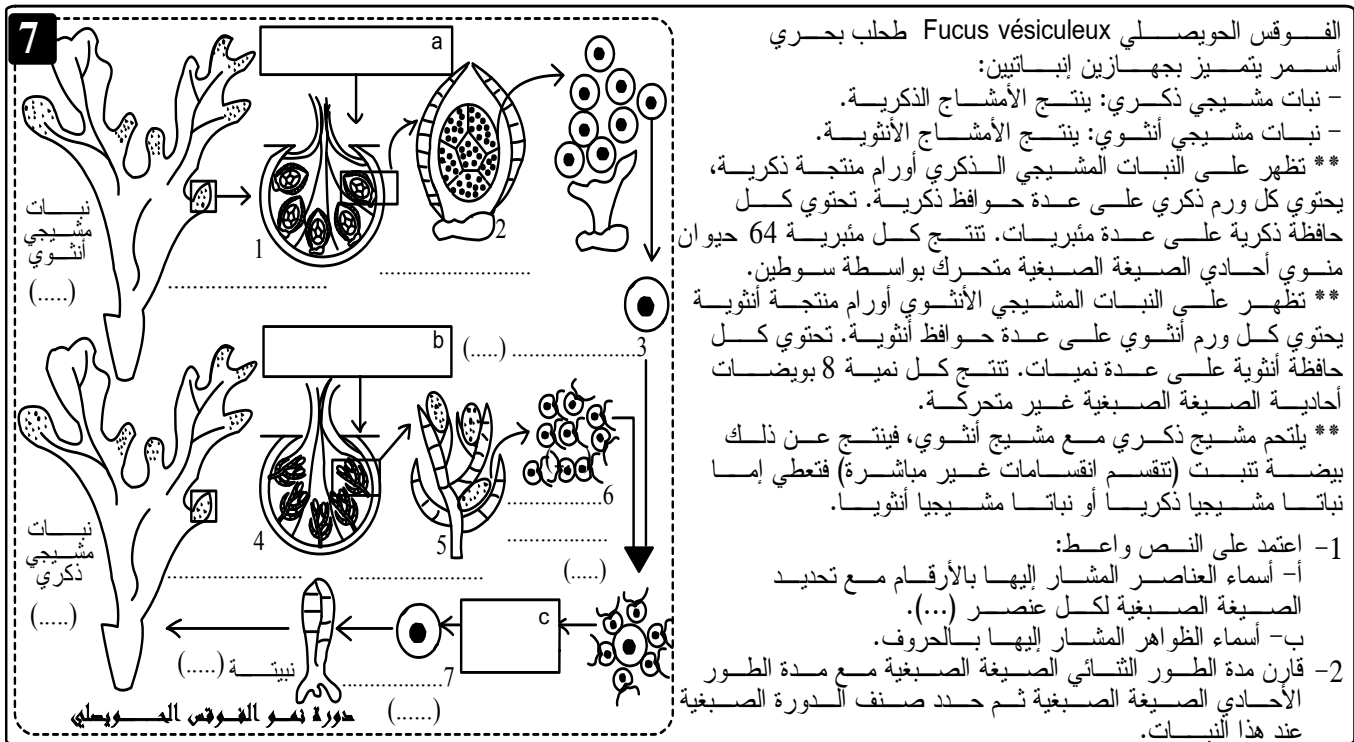 7
الفوقس الحويصلي Fucus vésiculeux طحلب بحري
أسمر يتميز بجهازين إنباتيين:
- نبات مشيجي ذكري: ينتج الأمشاج الذكرية.
- نبات مشيجي أنثوي: ينتج الأمشاج الأنثوية.
** تظهر على النبات المشيجي الذكري أورام منتجة ذكرية،
يحتوي كل ورم ذكري على عدة حوافظ ذكرية. تحتوي كل
حافظة ذكرية على عدة مئبريات. تنتج كل مئبرية 64 حيوان
منوي أحادي الصيغة الصبغية متحرك بواسطة سوطين.
** تظهر على النبات المشيجي الأنثوي أورام منتجة أنثوية
يحتوي كل ورم أنثوي على عدة حوافظ أنثوية. تحتوي كل
حافظة أنثوية على عدة نميات. تنتج كل نمية 8 بويضات
أحادية الصيغة الصبغية غير متحركة.
** يلتحم مشيج ذكري مع مشيج أنثوي، فينتج عن ذلك
بيضة تنبت (تنقسم انقسامات غير مباشرة) فتعطي إما
نباتا مشيجيا ذكريا أو نباتا مشيجيا أنثويا.
1- اعتمد على النص واعط:
أ- أسماء العناصر المشار إليها بالأرقام مع تحديد
الصيغة الصبغية لكل عنصر (...).
ب- أسماء الظواهر المشار إليها بالحروف.
2- قارن مدة الطور الثنائي الصيغة الصبغية مع مدة الطور
الأحادي الصيغة الصبغية ثم حدد صنف الدورة الصبغية
عند هذا النبات.
a
نبات
مشيجي
أنثوي
(.....)
1
..........................
2
.........................
3 ..................... (.....)
b
نبات
مشيجي
ذكري
(.....)
4
.....................
5
......................
6 ...................
.....................
(.....)
c
7 .................
(......)
نبيتة (.....)
دورة نمو الفوقس الحويصلي